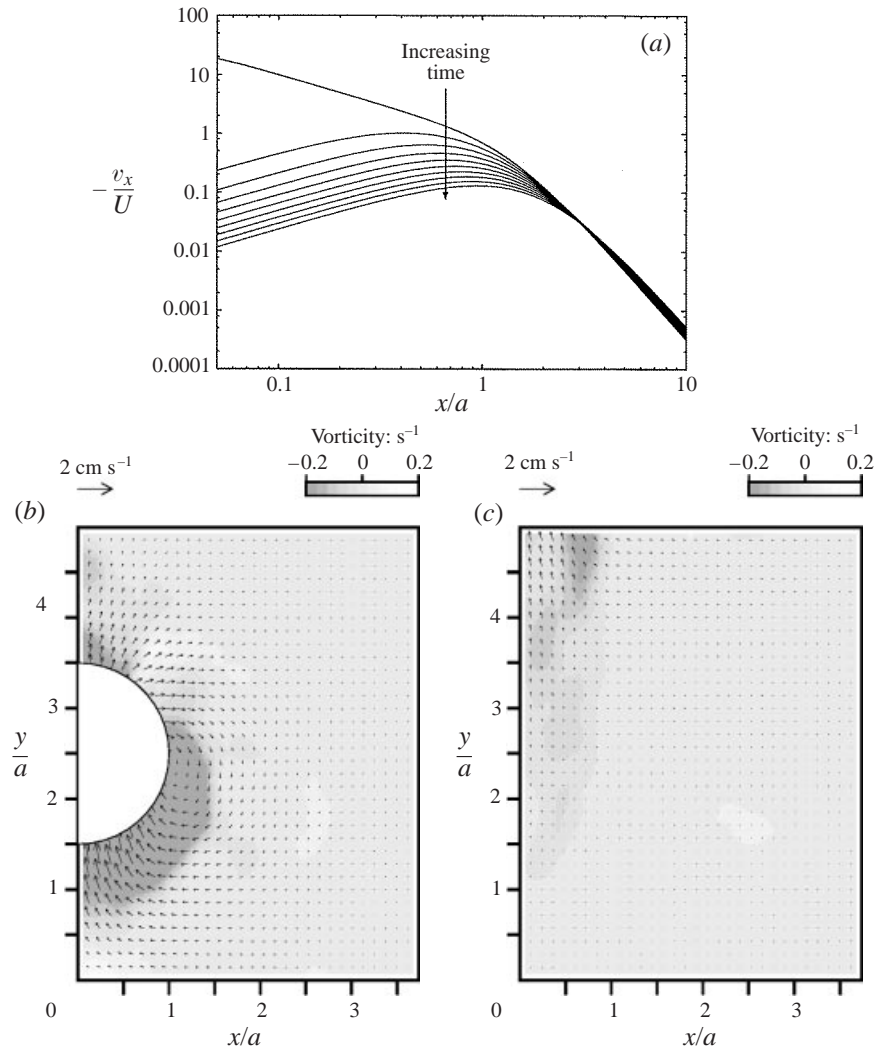 (a)
Increasing
time
100
10
1
0.1
0.01
0.001
0.0001
− v_x / U
0.1 1 10
x/a
Vorticity: s⁻¹
2 cm s⁻¹
−0.2 0 0.2
(b)
4
3
2
1
0
y/a
1 2 3
x/a
Vorticity: s⁻¹
2 cm s⁻¹
−0.2 0 0.2
(c)
4
3
2
1
0
y/a
1 2 3
x/a